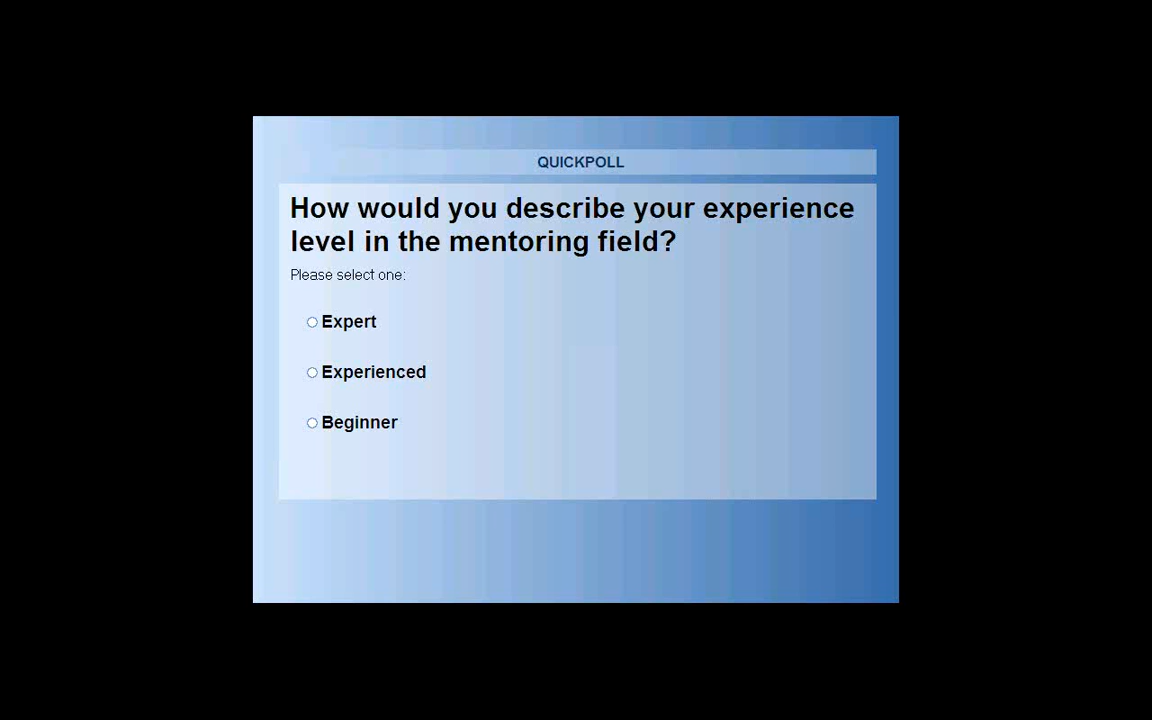 QUICKPOLL
How would you describe your experience
level in the mentoring field?
Please select one:
Expert
Experienced
Beginner